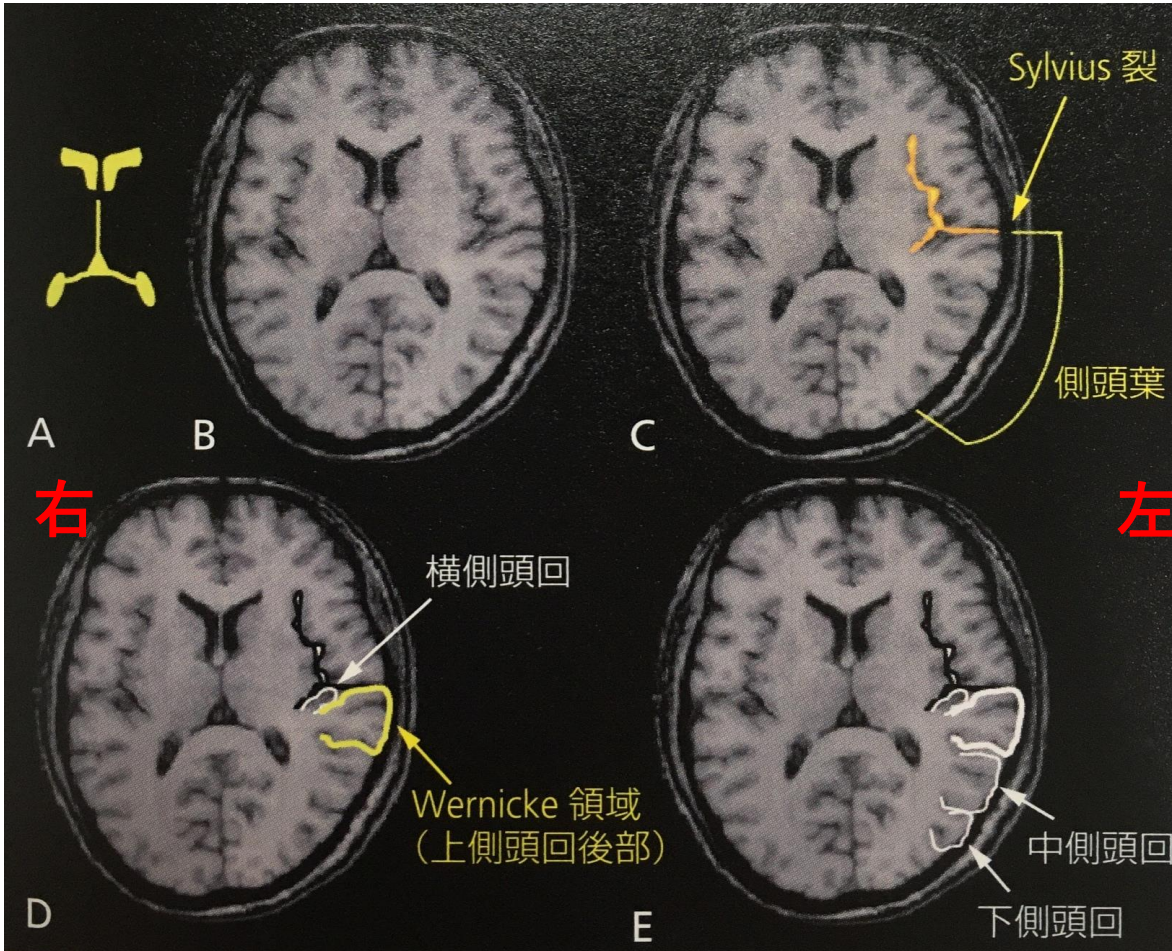 Sylvius 裂
側頭葉
A
B
C
右
左
横側頭回
Wernicke 領域
（上側頭回後部）
中側頭回
下側頭回
D
E